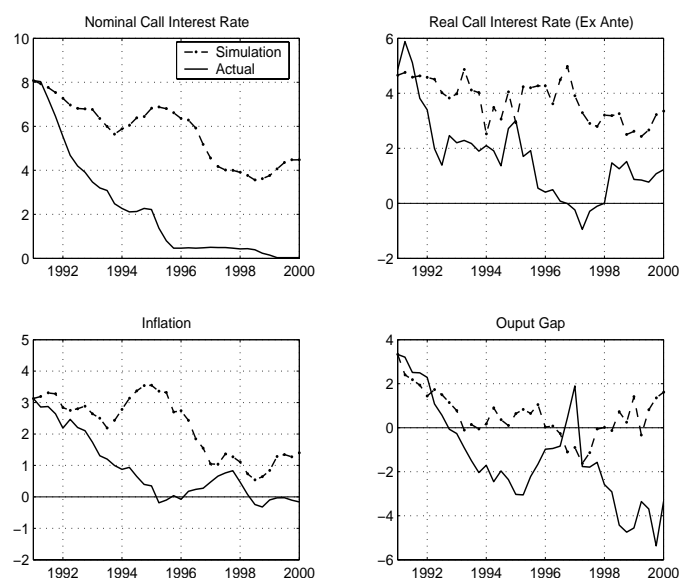 Nominal Call Interest Rate
10
8
6
4
2
0
1992 1994 1996 1998 2000
Simulation
Actual
Real Call Interest Rate (Ex Ante)
6
4
2
0
−2
1992 1994 1996 1998 2000
Inflation
5
4
3
2
1
0
−1
−2
1992 1994 1996 1998 2000
Ouput Gap
4
2
0
−2
−4
−6
1992 1994 1996 1998 2000